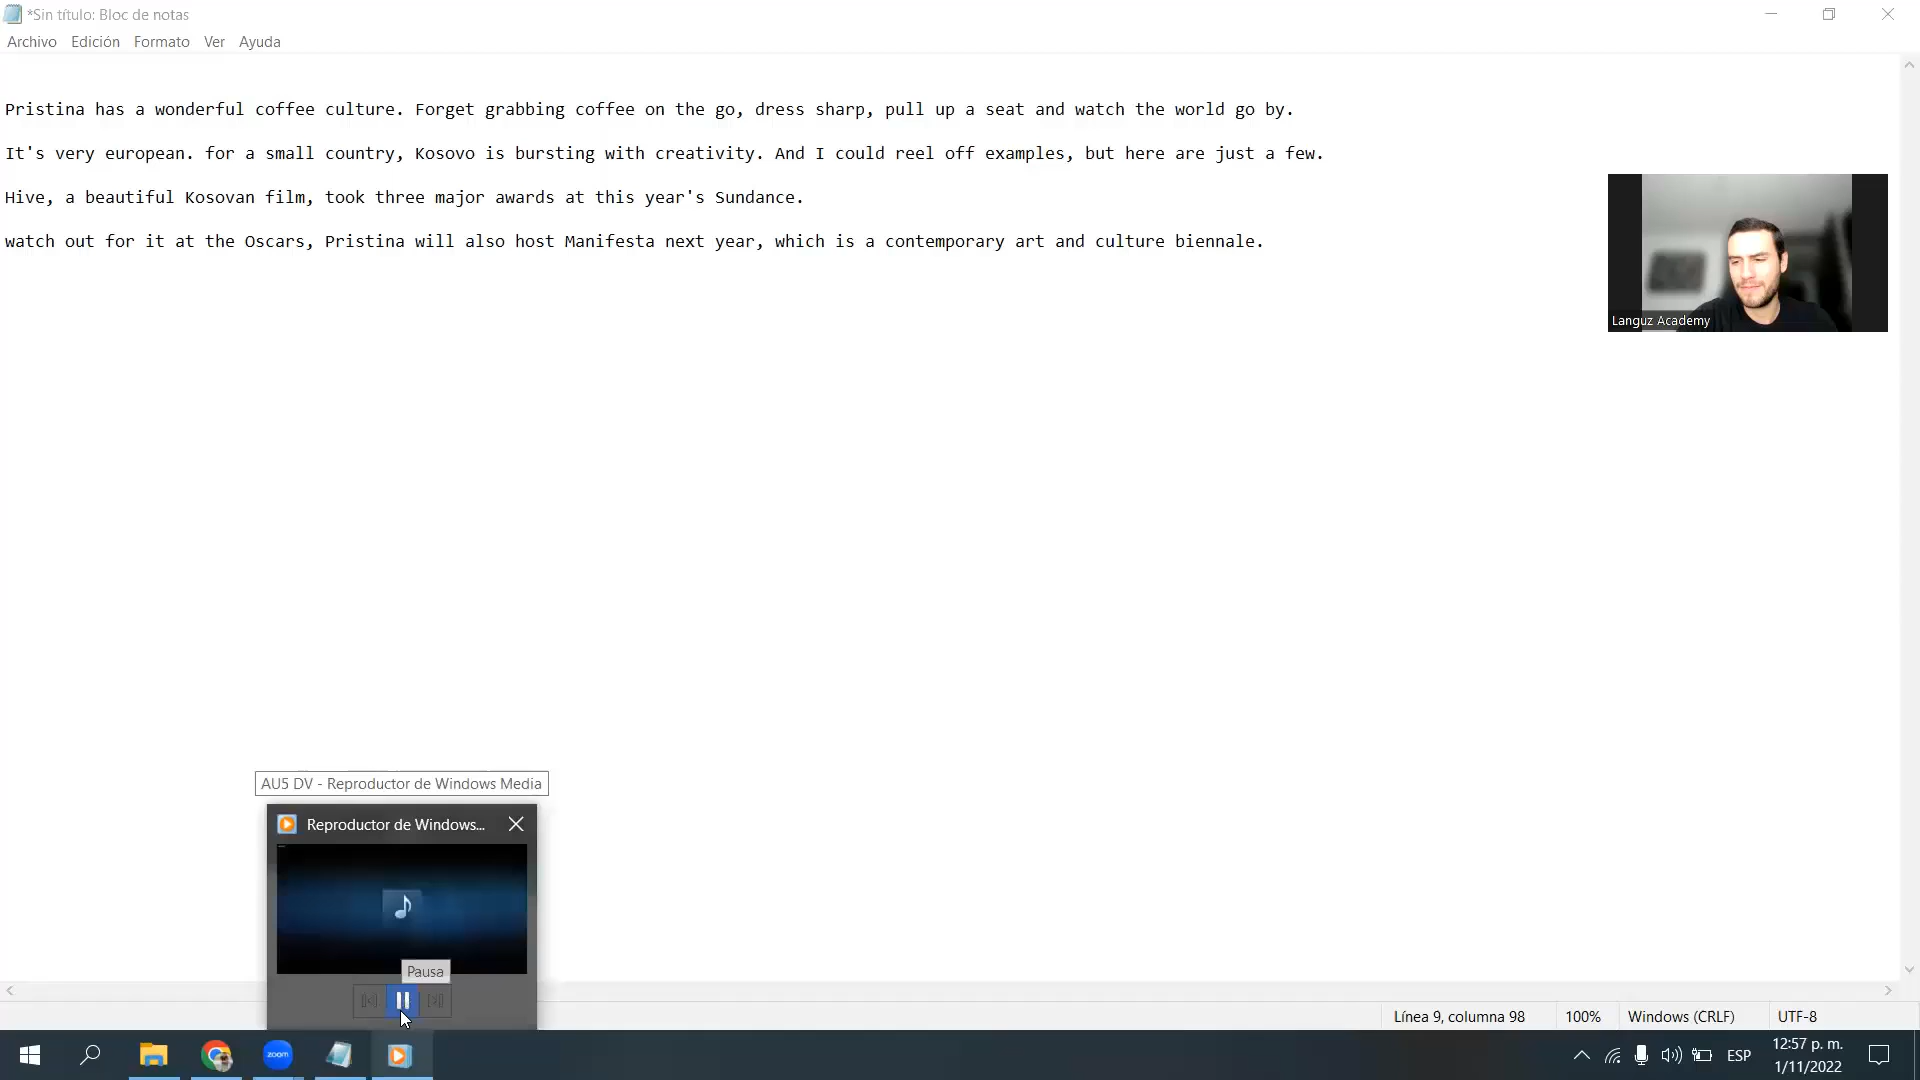 *Sin título: Bloc de notas
Archivo Edición Formato Ver Ayuda
Pristina has a wonderful coffee culture. Forget grabbing coffee on the go, dress sharp, pull up a seat and watch the world go by.
It's very european. for a small country, Kosovo is bursting with creativity. And I could reel off examples, but here are just a few.
Hive, a beautiful Kosovan film, took three major awards at this year's Sundance.
watch out for it at the Oscars, Pristina will also host Manifesta next year, which is a contemporary art and culture biennale.
Languz Academy
AU5 DV - Reproductor de Windows Media
Reproductor de Windows...
Pausa
Línea 9, columna 98 100% Windows (CRLF) UTF-8
zoom
ESP
12:57 p. m.
1/11/2022